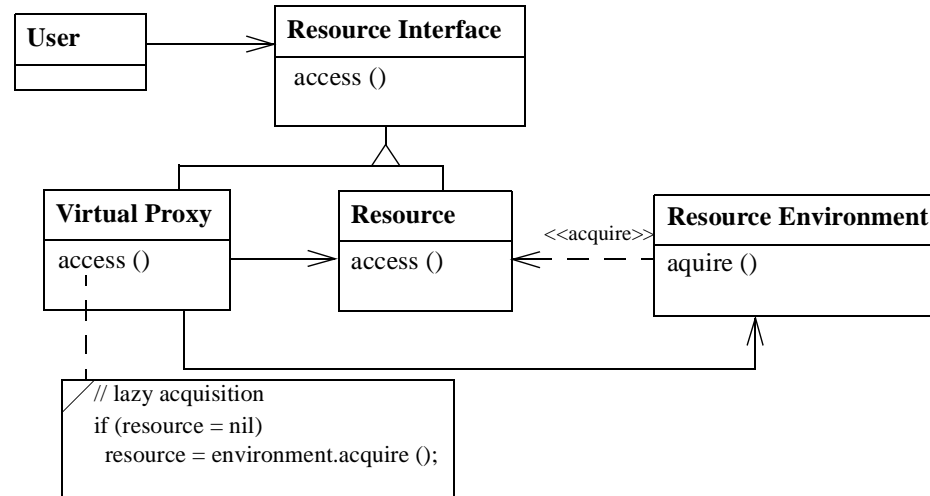 User
Resource Interface
access ()
Virtual Proxy
access ()
Resource
access ()
<<acquire>>
Resource Environment
aquire ()
// lazy acquisition
if (resource = nil)
resource = environment.acquire ();